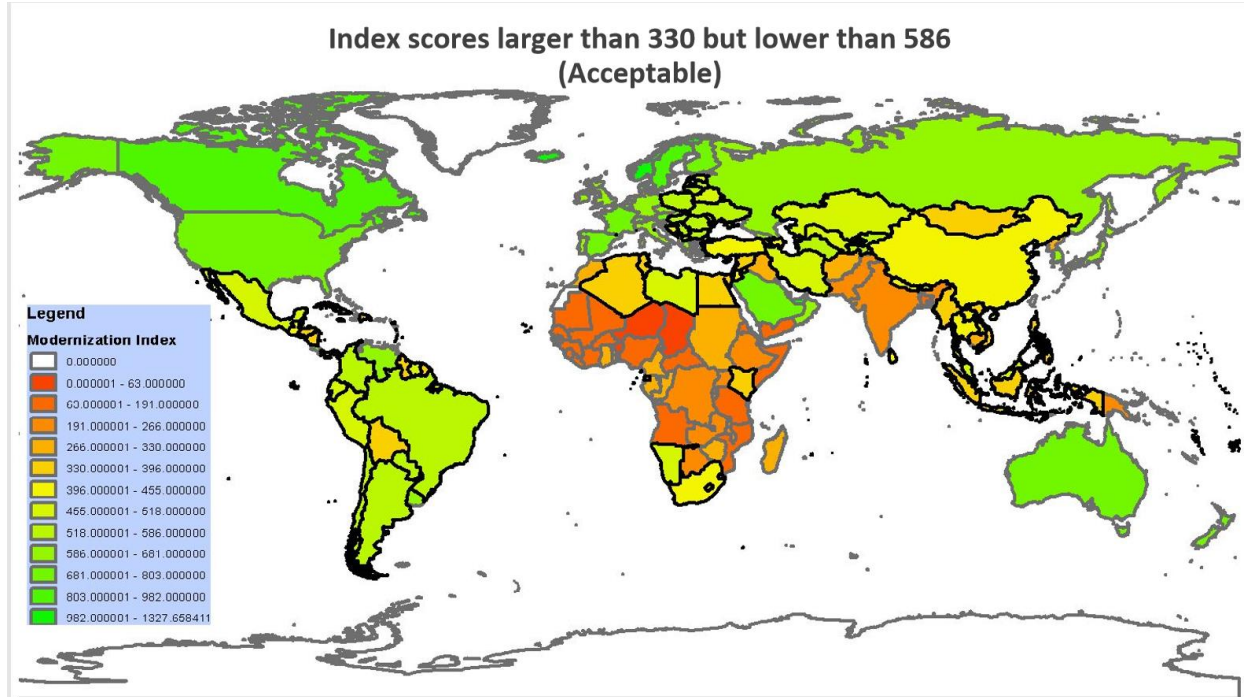 Index scores larger than 330 but lower than 586
(Acceptable)
Legend
Modernization Index
0.000000
0.000001 - 63.000000
63.000001 - 191.000000
191.000001 - 266.000000
266.000001 - 330.000000
330.000001 - 396.000000
396.000001 - 455.000000
455.000001 - 518.000000
518.000001 - 586.000000
586.000001 - 681.000000
681.000001 - 803.000000
803.000001 - 982.000000
982.000001 - 1327.658411